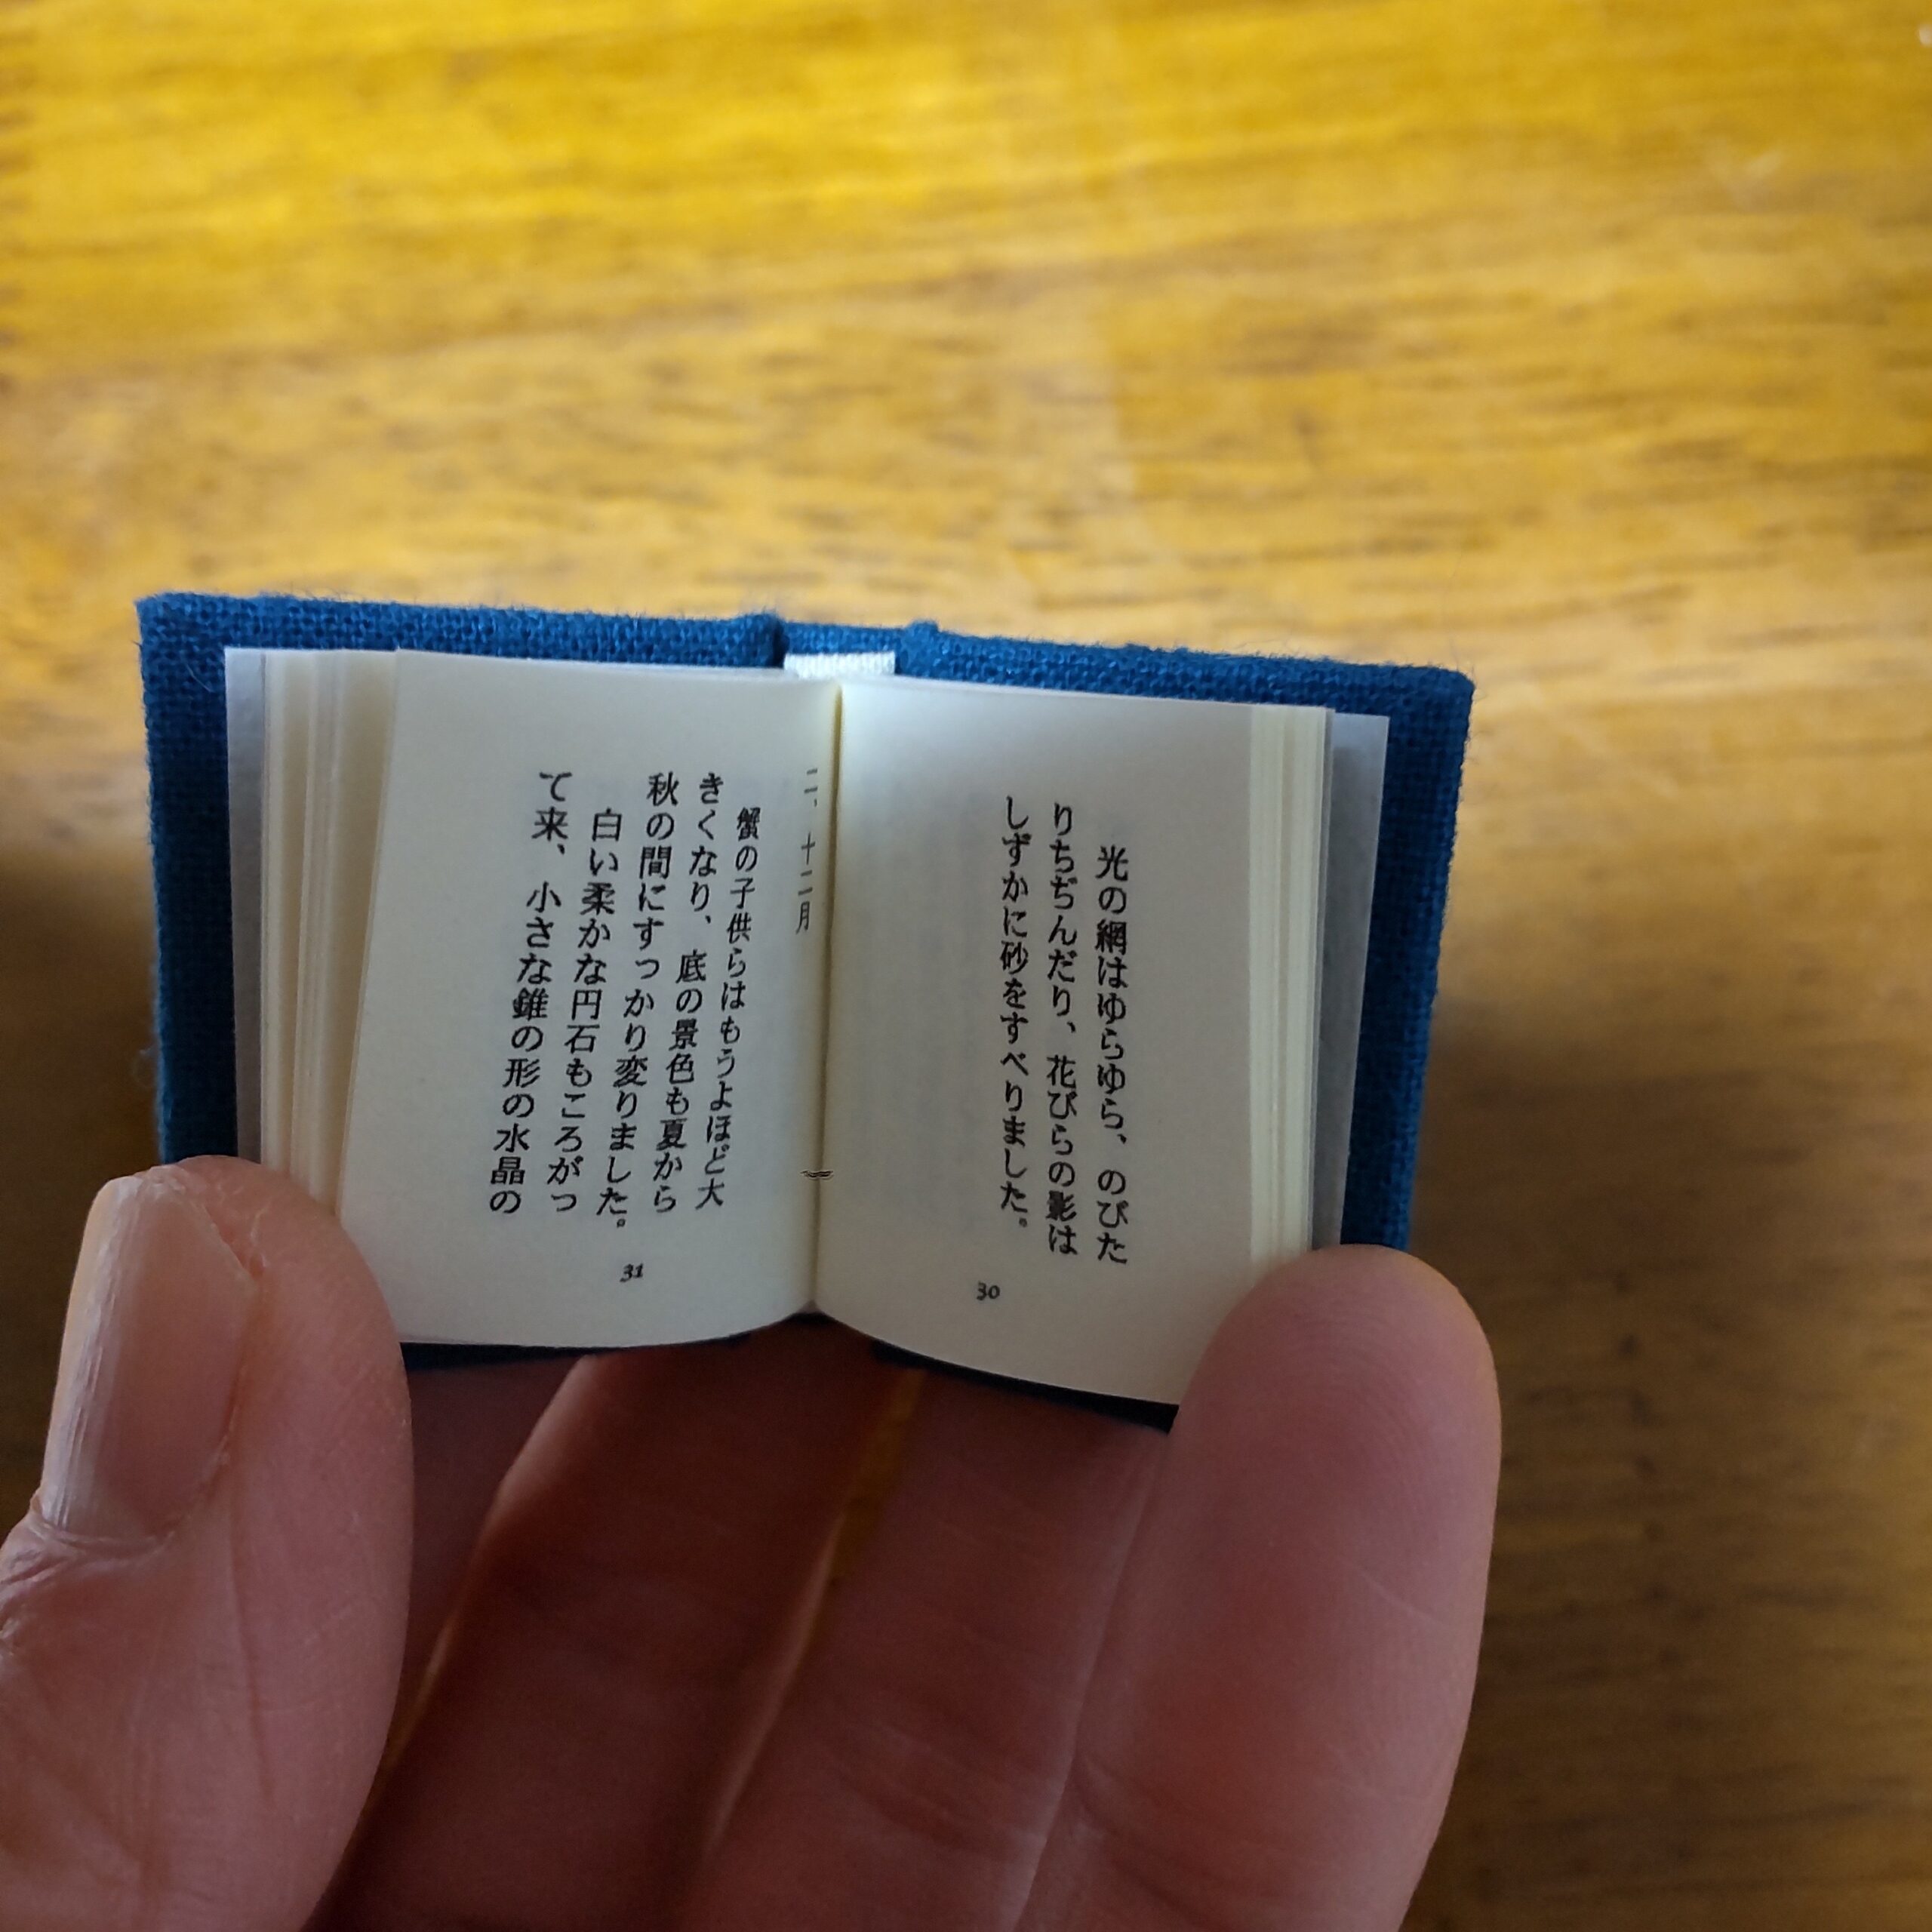 光の網はゆらゆら、のびた
りちぢんだり、花びらの影は
しずかに砂をすべりました。
30
二、十二月
蟹の子供らはもうよほど大
きくなり、底の景色も夏から
秋の間にすっかり変りました。
白い柔かな円石もころがっ
て来、小さな錐の形の水晶の
31